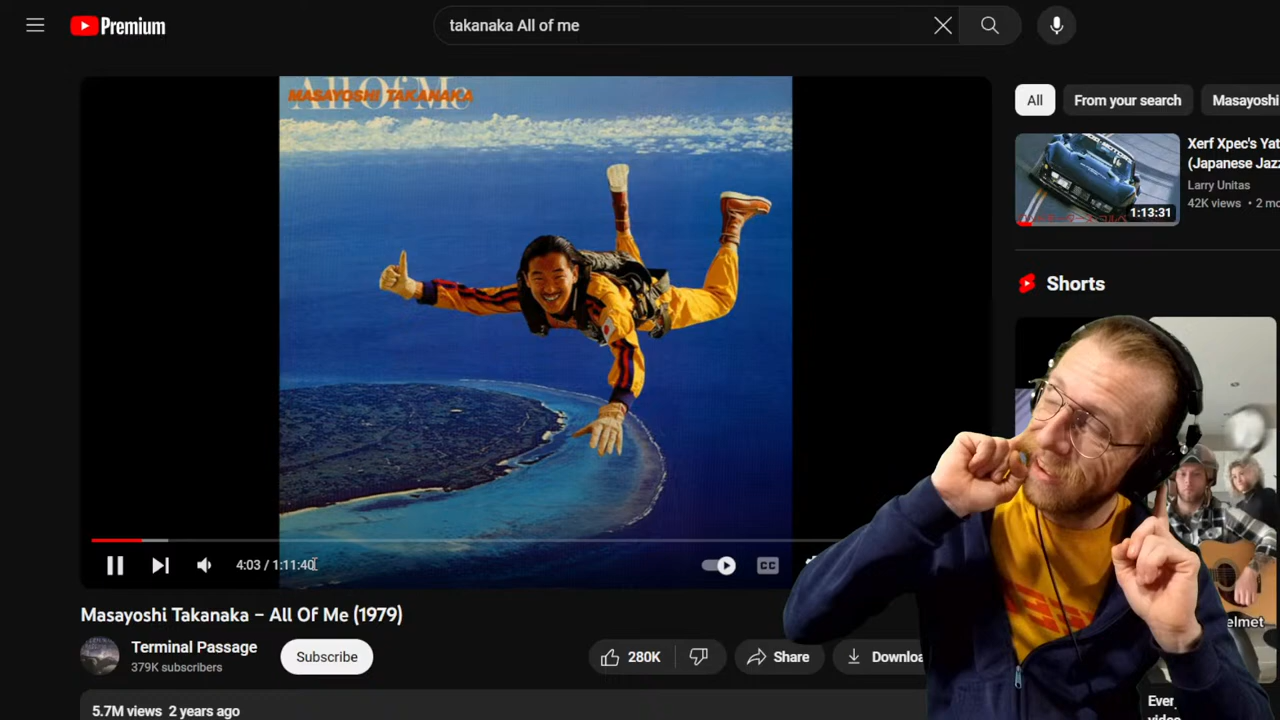 Premium
takanaka All of me
All Of Me
MASAYOSHI TAKANAKA
4:03 / 1:11:40
CC
Masayoshi Takanaka – All Of Me (1979)
Terminal Passage
379K subscribers
Subscribe
280K
Share
Downloa
5.7M views 2 years ago
All
From your search
Masayoshi
Xerf Xpec's Yat
(Japanese Jazz
Larry Unitas
42K views • 2 mo
1:13:31
Shorts
elmet
Ever
video